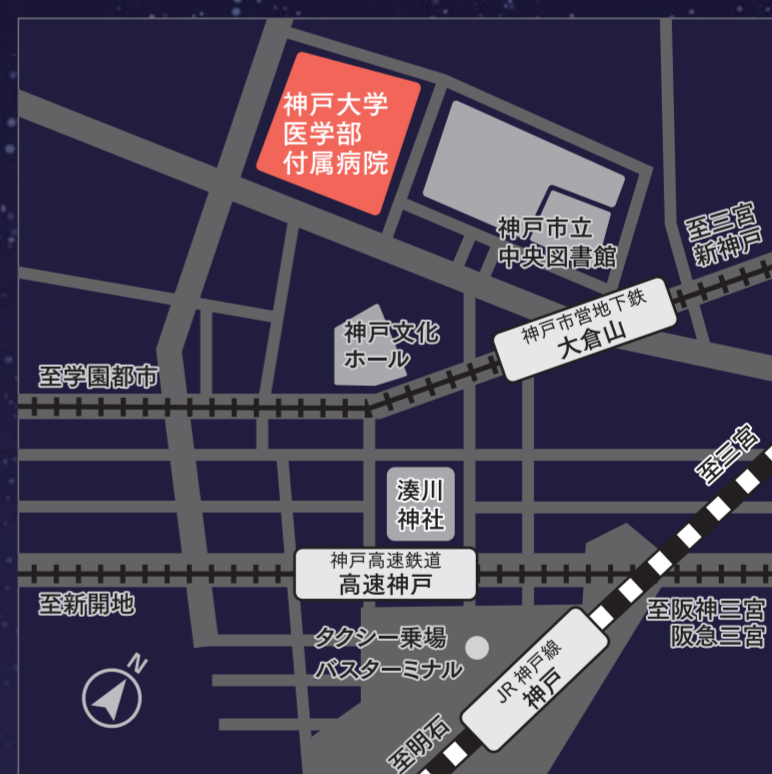 神戸大学
医学部
付属病院
神戸市立
中央図書館
至三宮
新神戸
神戸市営地下鉄
大倉山
神戸文化
ホール
至学園都市
至三宮
湊川
神社
神戸高速鉄道
高速神戸
至新開地
至阪神三宮
阪急三宮
タクシー乗場
バスターミナル
JR 神戸線
神戸
至明石
N